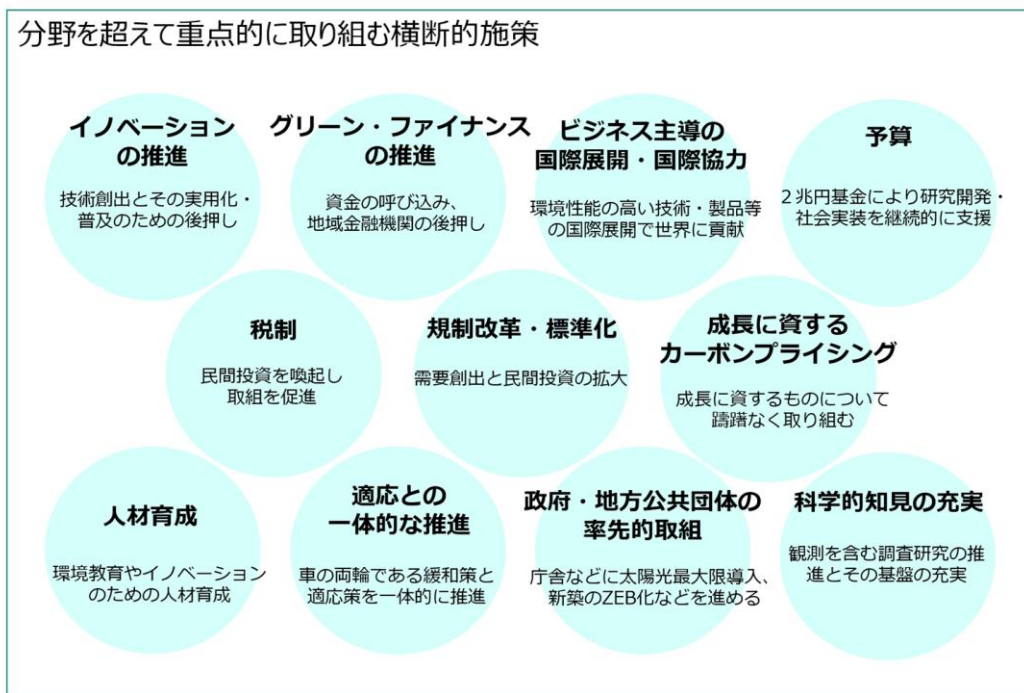 分野を超えて重点的に取り組む横断的施策
イノベーション
の推進
技術創出とその実用化・
普及のための後押し
グリーン・ファイナンス
の推進
資金の呼び込み、
地域金融機関の後押し
ビジネス主導の
国際展開・国際協力
環境性能の高い技術・製品等
の国際展開で世界に貢献
予算
２兆円基金により研究開発・
社会実装を継続的に支援
税制
民間投資を喚起し
取組を促進
規制改革・標準化
需要創出と民間投資の拡大
成長に資する
カーボンプライシング
成長に資するものについて
躊躇なく取り組む
人材育成
環境教育やイノベーション
のための人材育成
適応との
一体的な推進
車の両輪である緩和策と
適応策を一体的に推進
政府・地方公共団体の
率先的取組
庁舎などに太陽光最大限導入、
新築のZEB化などを進める
科学的知見の充実
観測を含む調査研究の推
進とその基盤の充実